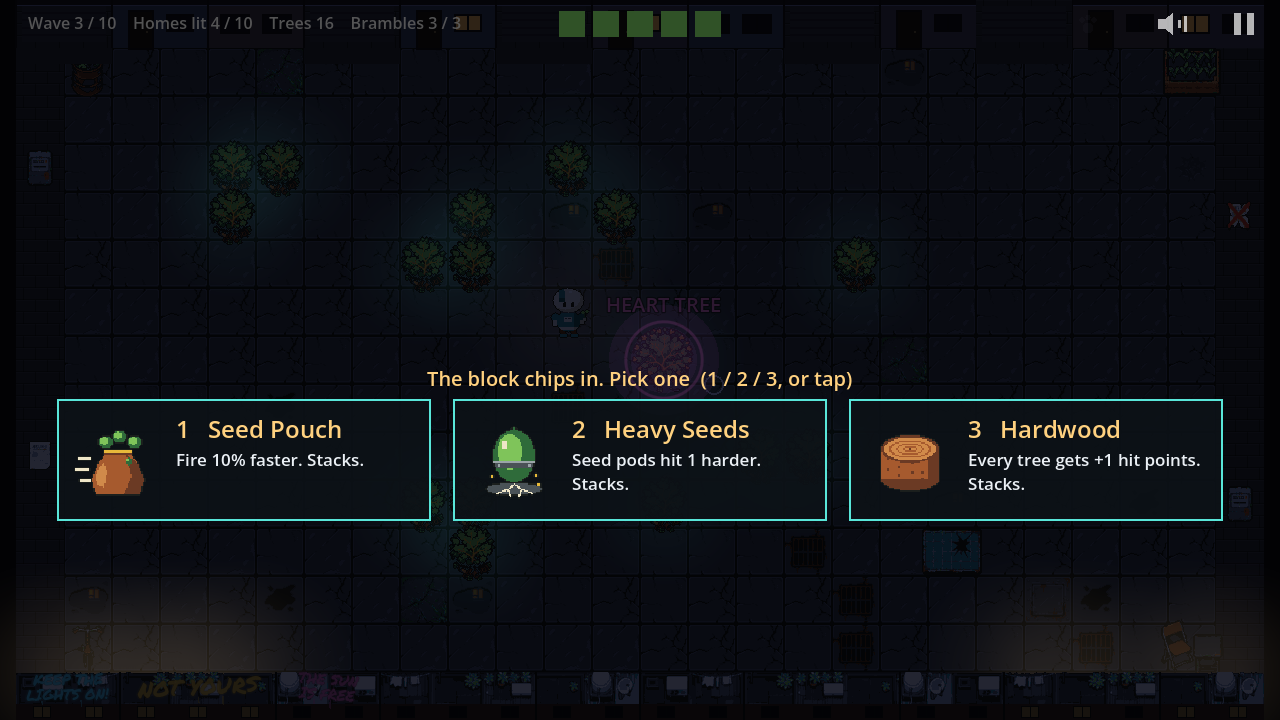 Wave 3 / 10 Homes lit 4 / 10 Trees 16 Brambles 3 / 3
HEART TREE
The block chips in. Pick one (1 / 2 / 3, or tap)
1 Seed Pouch
Fire 10% faster. Stacks.
2 Heavy Seeds
Seed pods hit 1 harder.
Stacks.
3 Hardwood
Every tree gets +1 hit points.
Stacks.
LIGHTS ON!
NOT YOURS